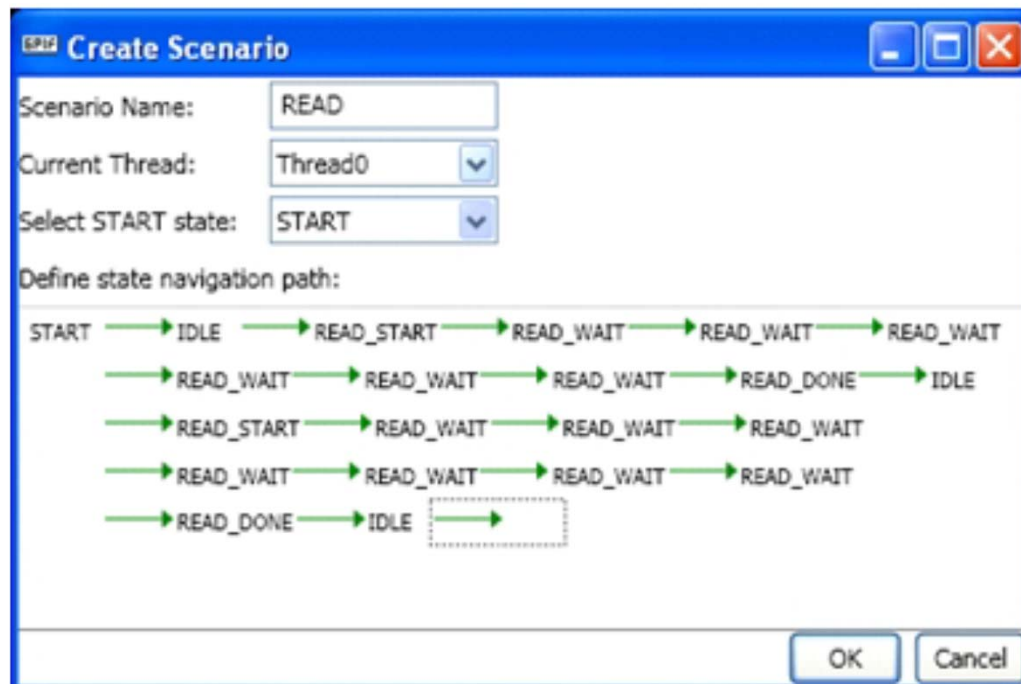 GPIF Create Scenario
Scenario Name: READ
Current Thread: Thread0
Select START state: START
Define state navigation path:
START IDLE READ_START READ_WAIT READ_WAIT READ_WAIT
READ_WAIT READ_WAIT READ_WAIT READ_DONE IDLE
READ_START READ_WAIT READ_WAIT READ_WAIT
READ_WAIT READ_WAIT READ_WAIT READ_WAIT
READ_DONE IDLE
OK Cancel